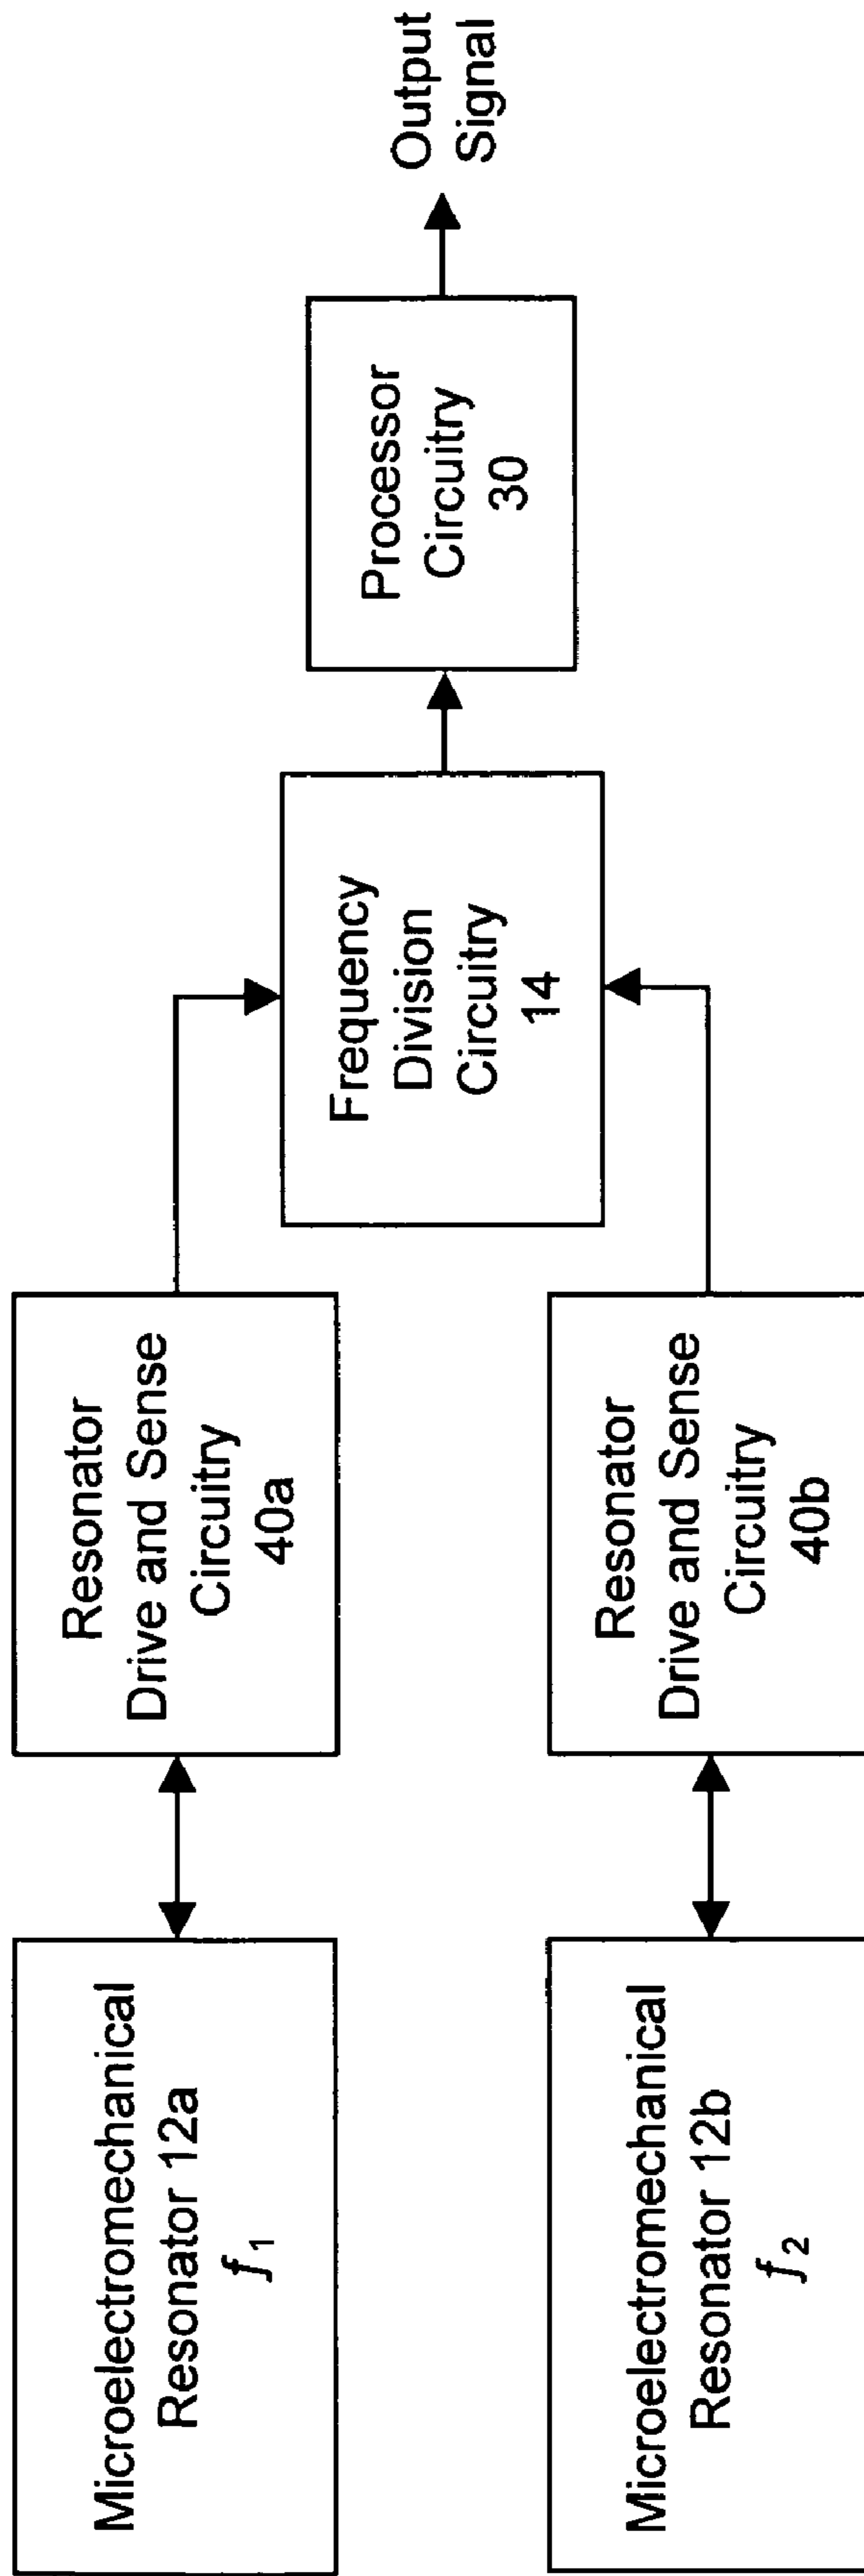 Microelectromechanical
Resonator 12a
f1
Resonator
Drive and Sense
Circuitry
40a
Microelectromechanical
Resonator 12b
f2
Resonator
Drive and Sense
Circuitry
40b
Frequency
Division
Circuitry
14
Processor
Circuitry
30
Output
Signal